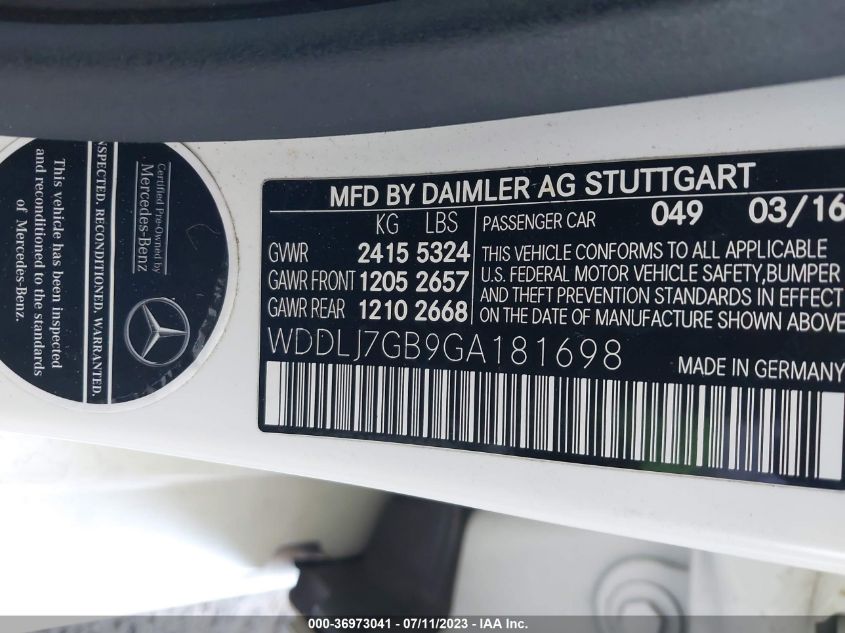 Certified Pre-Owned by
Mercedes-Benz
INSPECTED. RECONDITIONED. WARRANTED.
This vehicle has been inspected
and reconditioned to the standards
of Mercedes-Benz.
MFD BY DAIMLER AG STUTTGART
KG LBS
GVWR 2415 5324
GAWR FRONT 1205 2657
GAWR REAR 1210 2668
PASSENGER CAR 049 03/16
THIS VEHICLE CONFORMS TO ALL APPLICABLE
U.S. FEDERAL MOTOR VEHICLE SAFETY,BUMPER
AND THEFT PREVENTION STANDARDS IN EFFECT
ON THE DATE OF MANUFACTURE SHOWN ABOVE
WDDLJ7GB9GA181698
MADE IN GERMANY
000-36973041 - 07/11/2023 - IAA Inc.